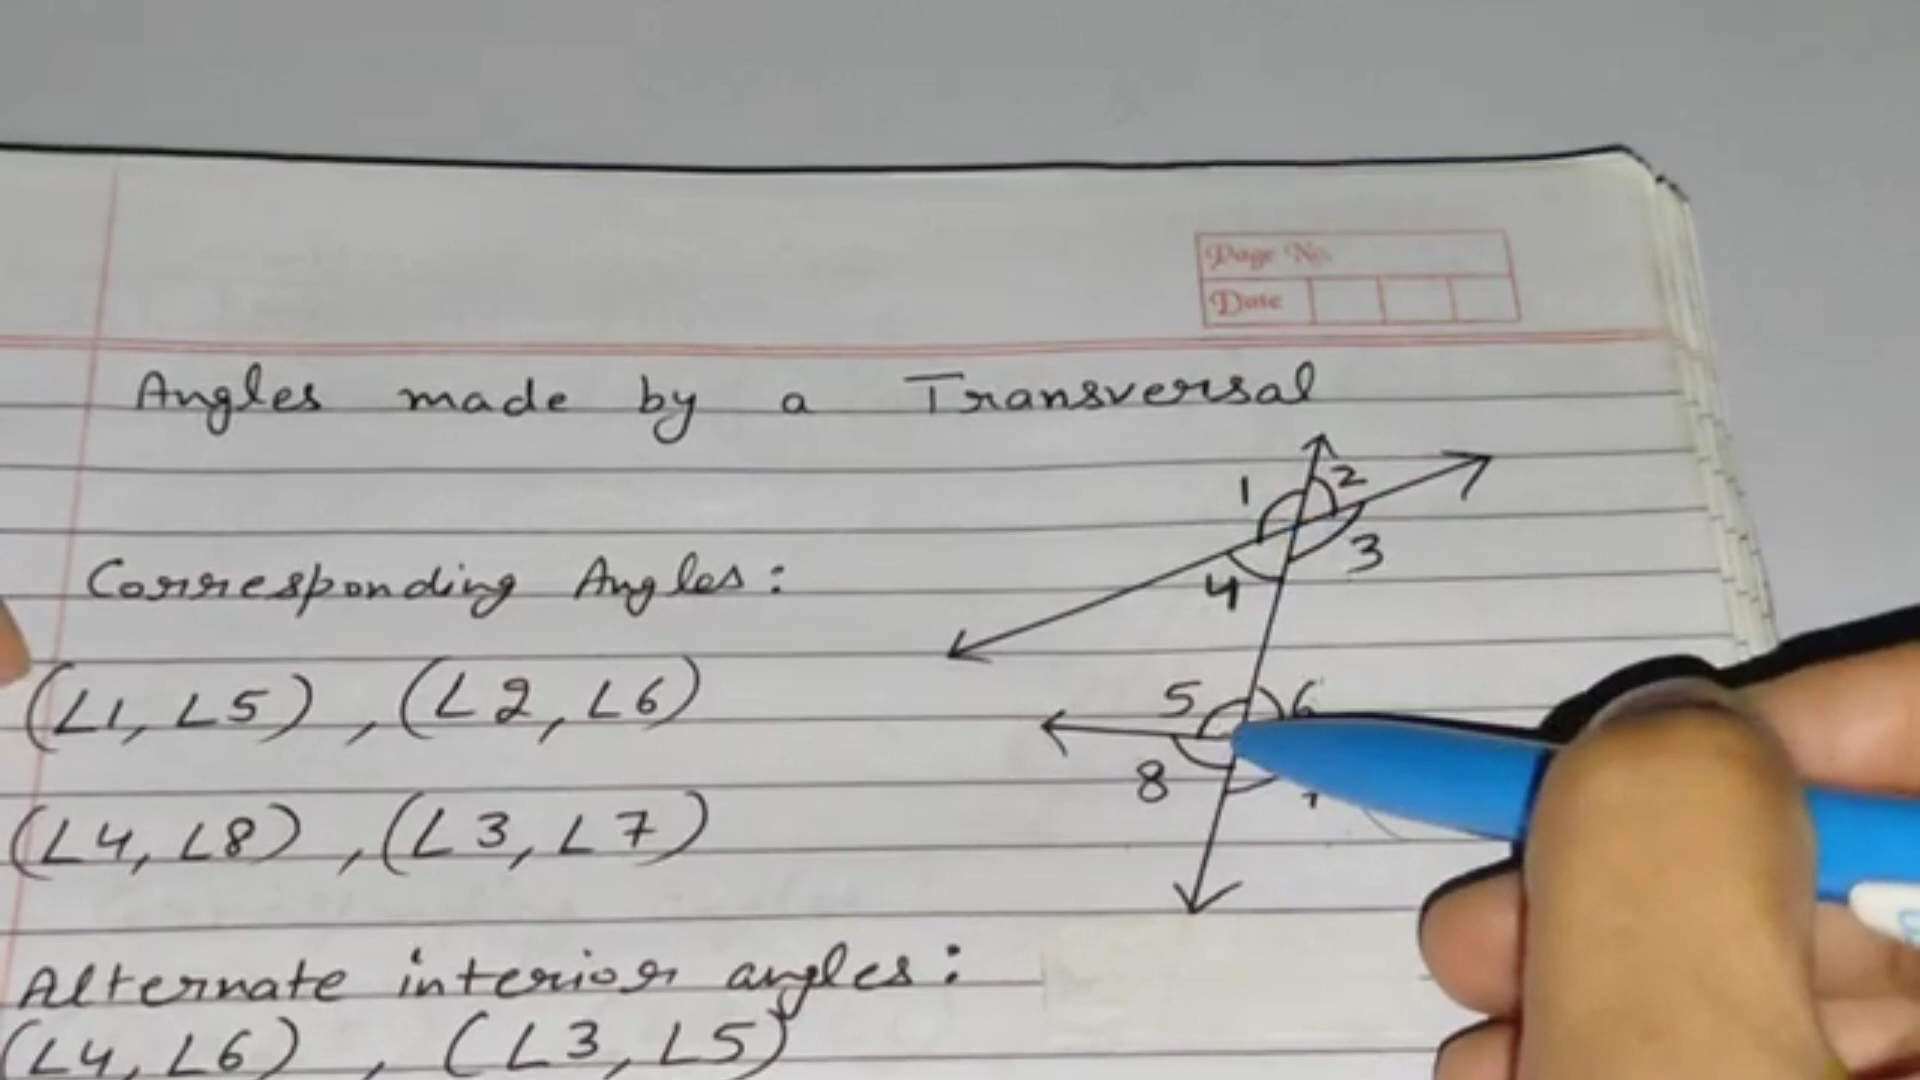 Page No.
Date
Angles made by a Transversal
1 2
3
4
Corresponding Angles:
(∠1, ∠5), (∠2, ∠6)
5 6
8
(∠4, ∠8), (∠3, ∠7)
Alternate interior angles:
(∠4, ∠6), (∠3, ∠5)